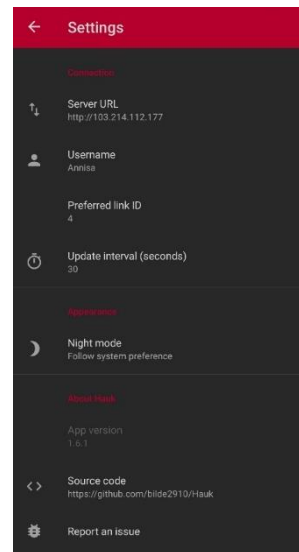 Settings
Connection
Server URL
http://103.214.112.177
Username
Annisa
Preferred link ID
4
Update interval (seconds)
30
Appearance
Night mode
Follow system preference
About Hauk
App version
1.6.1
Source code
https://github.com/bilde2910/Hauk
Report an issue